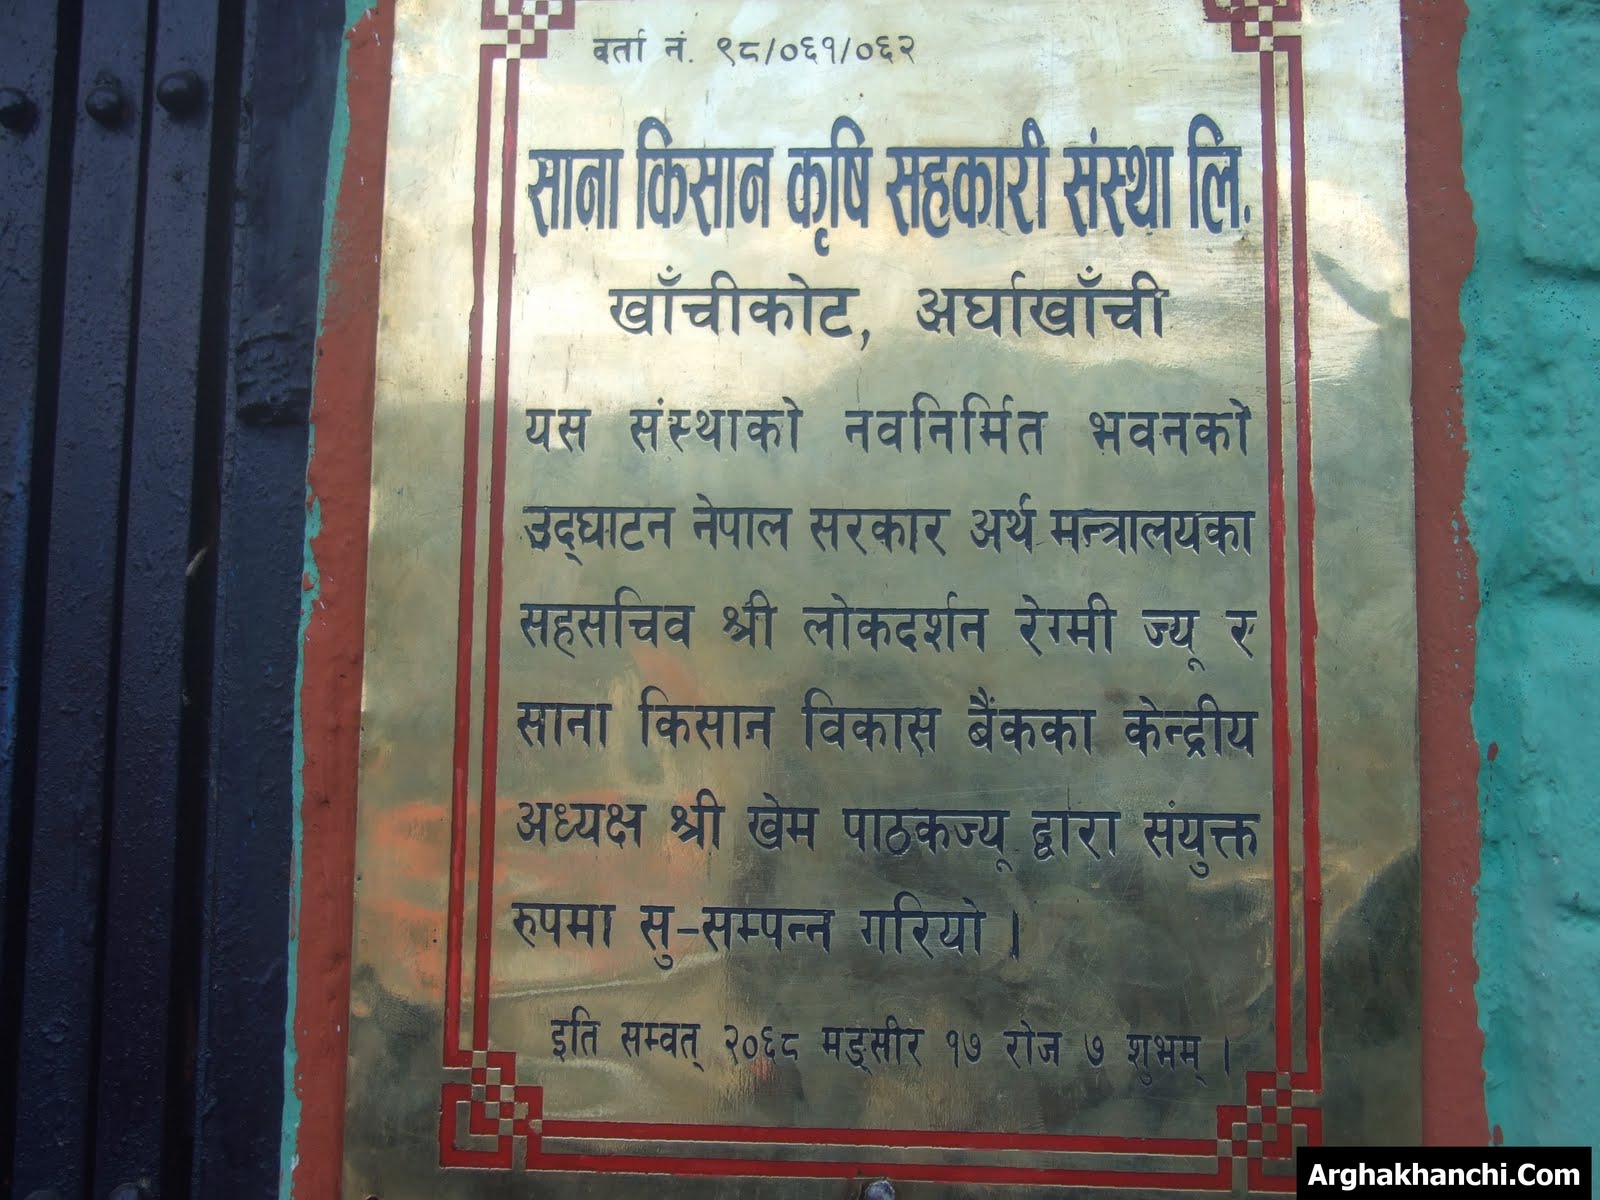 दर्ता नं. ९८/०६१/०६२
साना किसान कृषि सहकारी संस्था लि.
खाँचीकोट, अर्घाखाँची
यस संस्थाको नवनिर्मित भवनको
उद्‌घाटन नेपाल सरकार अर्थ मन्त्रालयका
सहसचिव श्री लोकदर्शन रेग्मी ज्यू र
साना किसान विकास बैंकका केन्द्रीय
अध्यक्ष श्री खेम पाठकज्यू द्वारा संयुक्त
रुपमा सु-सम्पन्न गरियो ।
इति सम्वत् २०६८ मङ्सीर १७ रोज ७ शुभम् ।
Arghakhanchi.Com